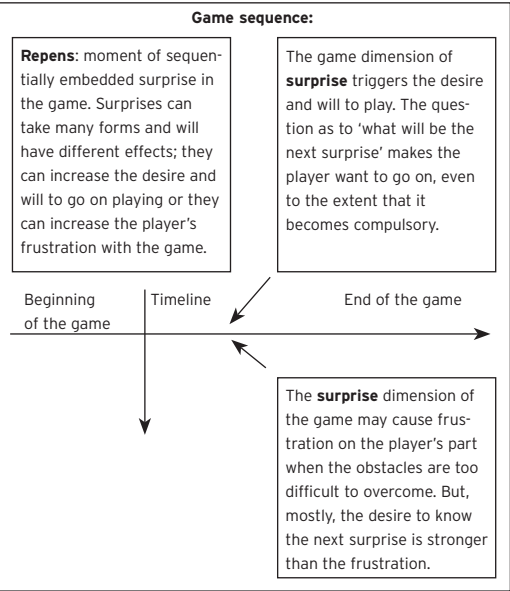 Game sequence:
Repens: moment of sequen-
tially embedded surprise in
the game. Surprises can
take many forms and will
have different effects; they
can increase the desire and
will to go on playing or they
can increase the player's
frustration with the game.
The game dimension of
surprise triggers the desire
and will to play. The ques-
tion as to ‘what will be the
next surprise’ makes the
player want to go on, even
to the extent that it
becomes compulsory.
Beginning
of the game
Timeline
End of the game
The surprise dimension of
the game may cause frus-
tration on the player's part
when the obstacles are too
difficult to overcome. But,
mostly, the desire to know
the next surprise is stronger
than the frustration.